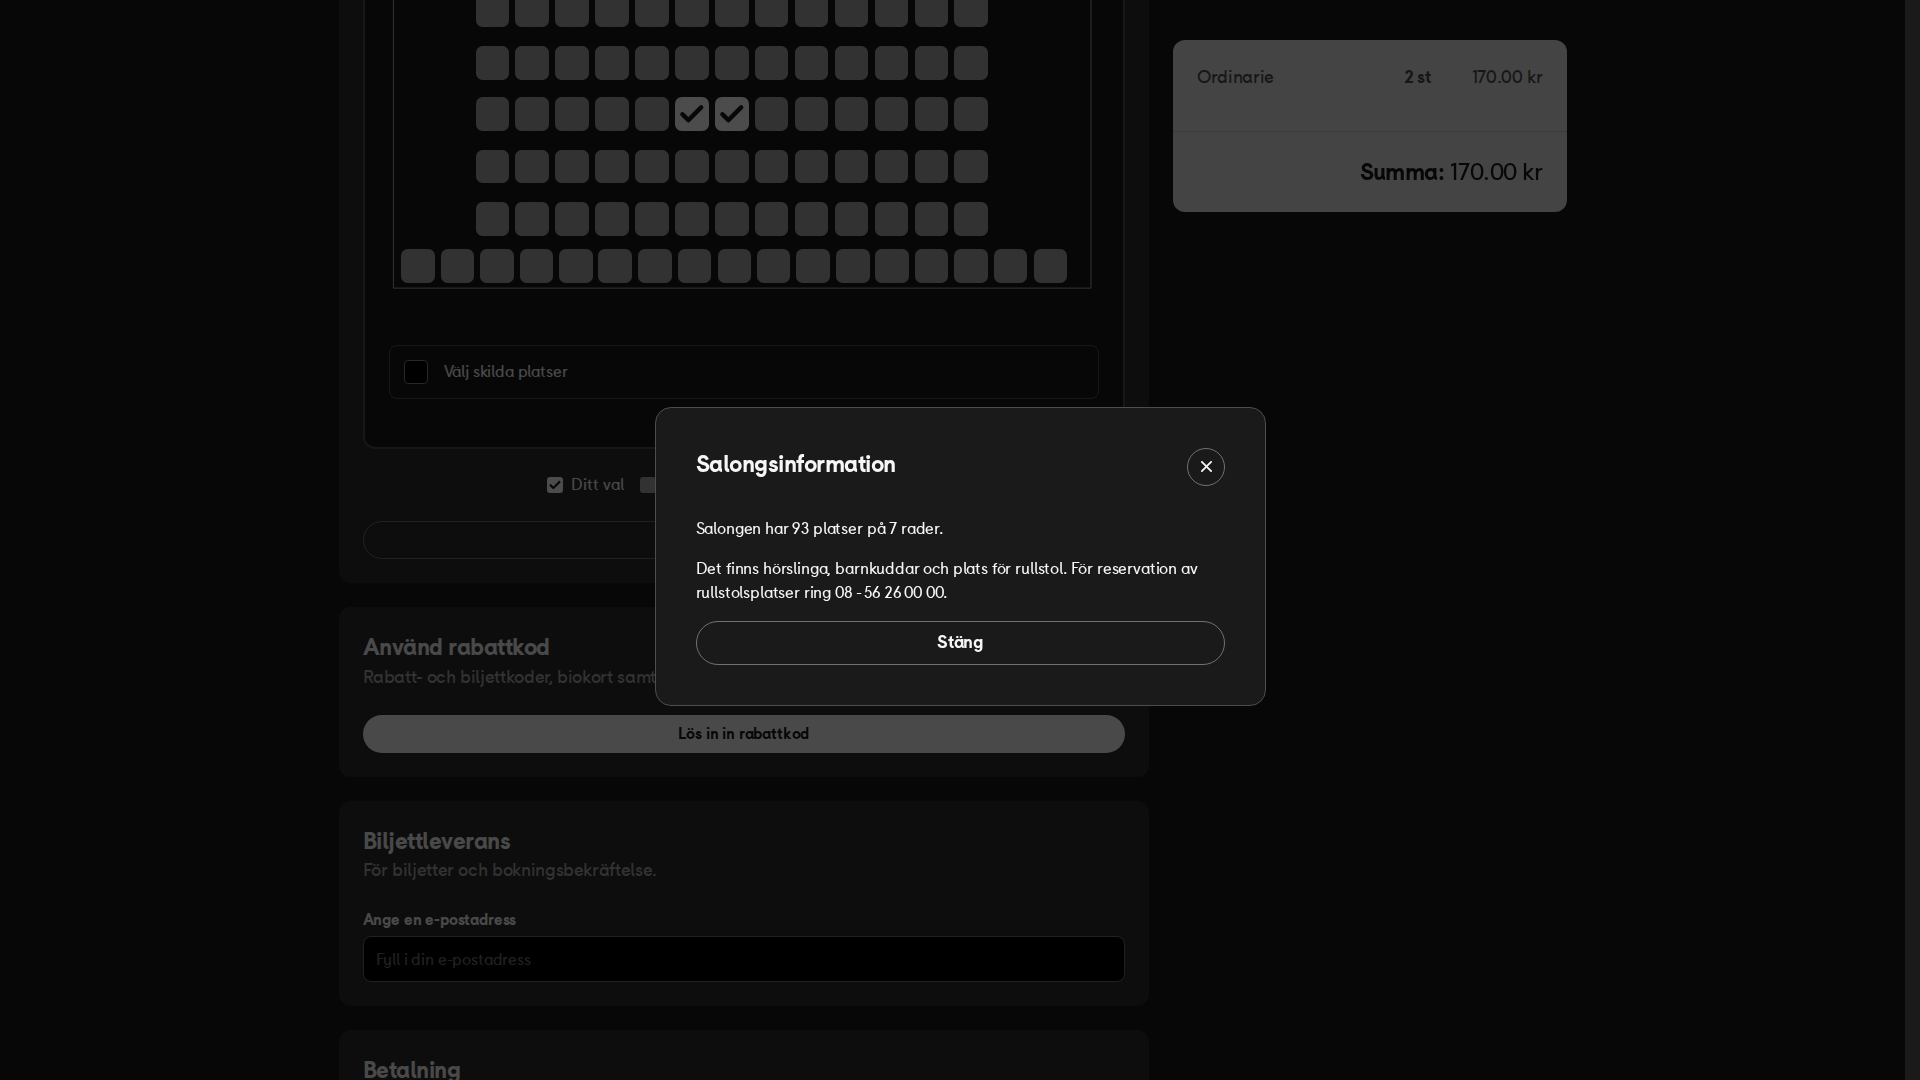 Ordinarie 2 st 170.00 kr
Summa: 170.00 kr
Välj skilda platser
Ditt val
Salongsinformation
Salongen har 93 platser på 7 rader.
Det finns hörslinga, barnkuddar och plats för rullstol. För reservation av
rullstolsplatser ring 08 - 56 26 00 00.
Stäng
Använd rabattkod
Rabatt- och biljettkoder, biokort samt
Lös in in rabattkod
Biljettleverans
För biljetter och bokningsbekräftelse.
Ange en e-postadress
Fyll i din e-postadress
Betalning